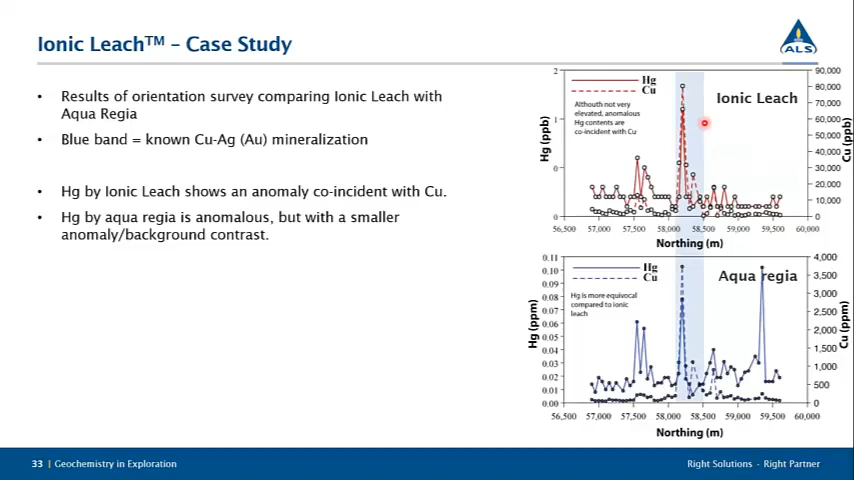 Ionic Leach™ – Case Study
ALS
• Results of orientation survey comparing Ionic Leach with
Aqua Regia
• Blue band = known Cu-Ag (Au) mineralization
• Hg by Ionic Leach shows an anomaly co-incident with Cu.
• Hg by aqua regia is anomalous, but with a smaller
anomaly/background contrast.
Hg
Cu
Ionic Leach
Although not very
elevated, anomalous
Hg contents are
co-incident with Cu
Hg (ppb)
2
1
0
0
90,000
80,000
70,000
60,000
50,000
40,000
30,000
20,000
10,000
0
Cu (ppb)
56,500 57,000 57,500 58,000 58,500 59,000 59,500 60,000
Northing (m)
Hg
Cu
Aqua regia
Hg is more equivocal
compared to ionic
leach
Hg (ppm)
0.11
0.10
0.09
0.08
0.07
0.06
0.05
0.04
0.03
0.02
0.01
0.00
4,000
3,500
3,000
2,500
2,000
1,500
1,000
500
0
Cu (ppm)
56,500 57,000 57,500 58,000 58,500 59,000 59,500 60,000
Northing (m)
33 | Geochemistry in Exploration
Right Solutions · Right Partner